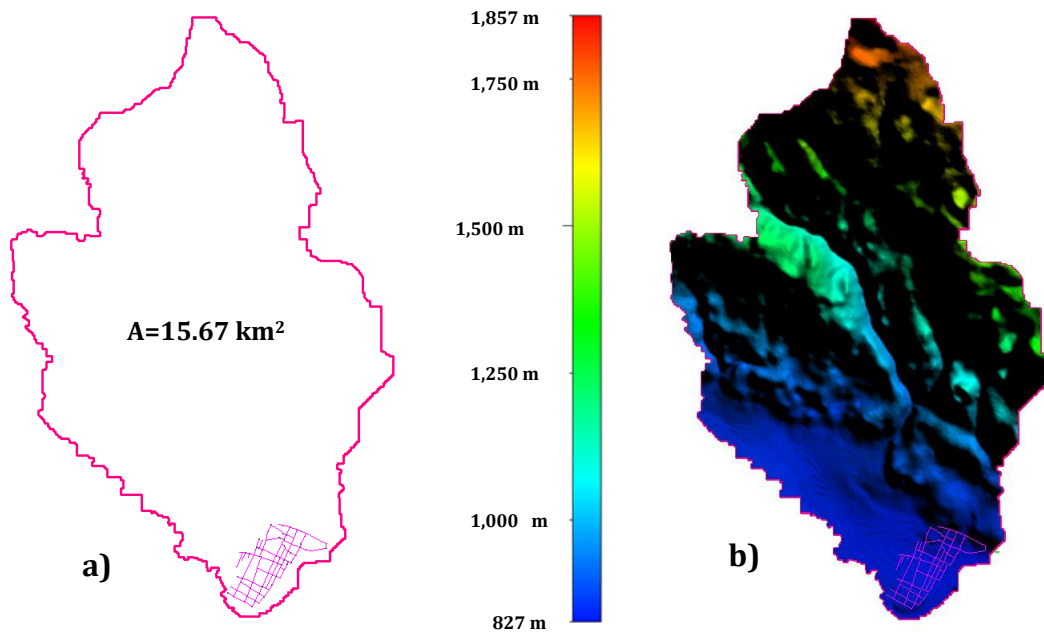 1,857 m
1,750 m
1,500 m
A=15.67 km²
1,250 m
1,000 m
a)
b)
827 m